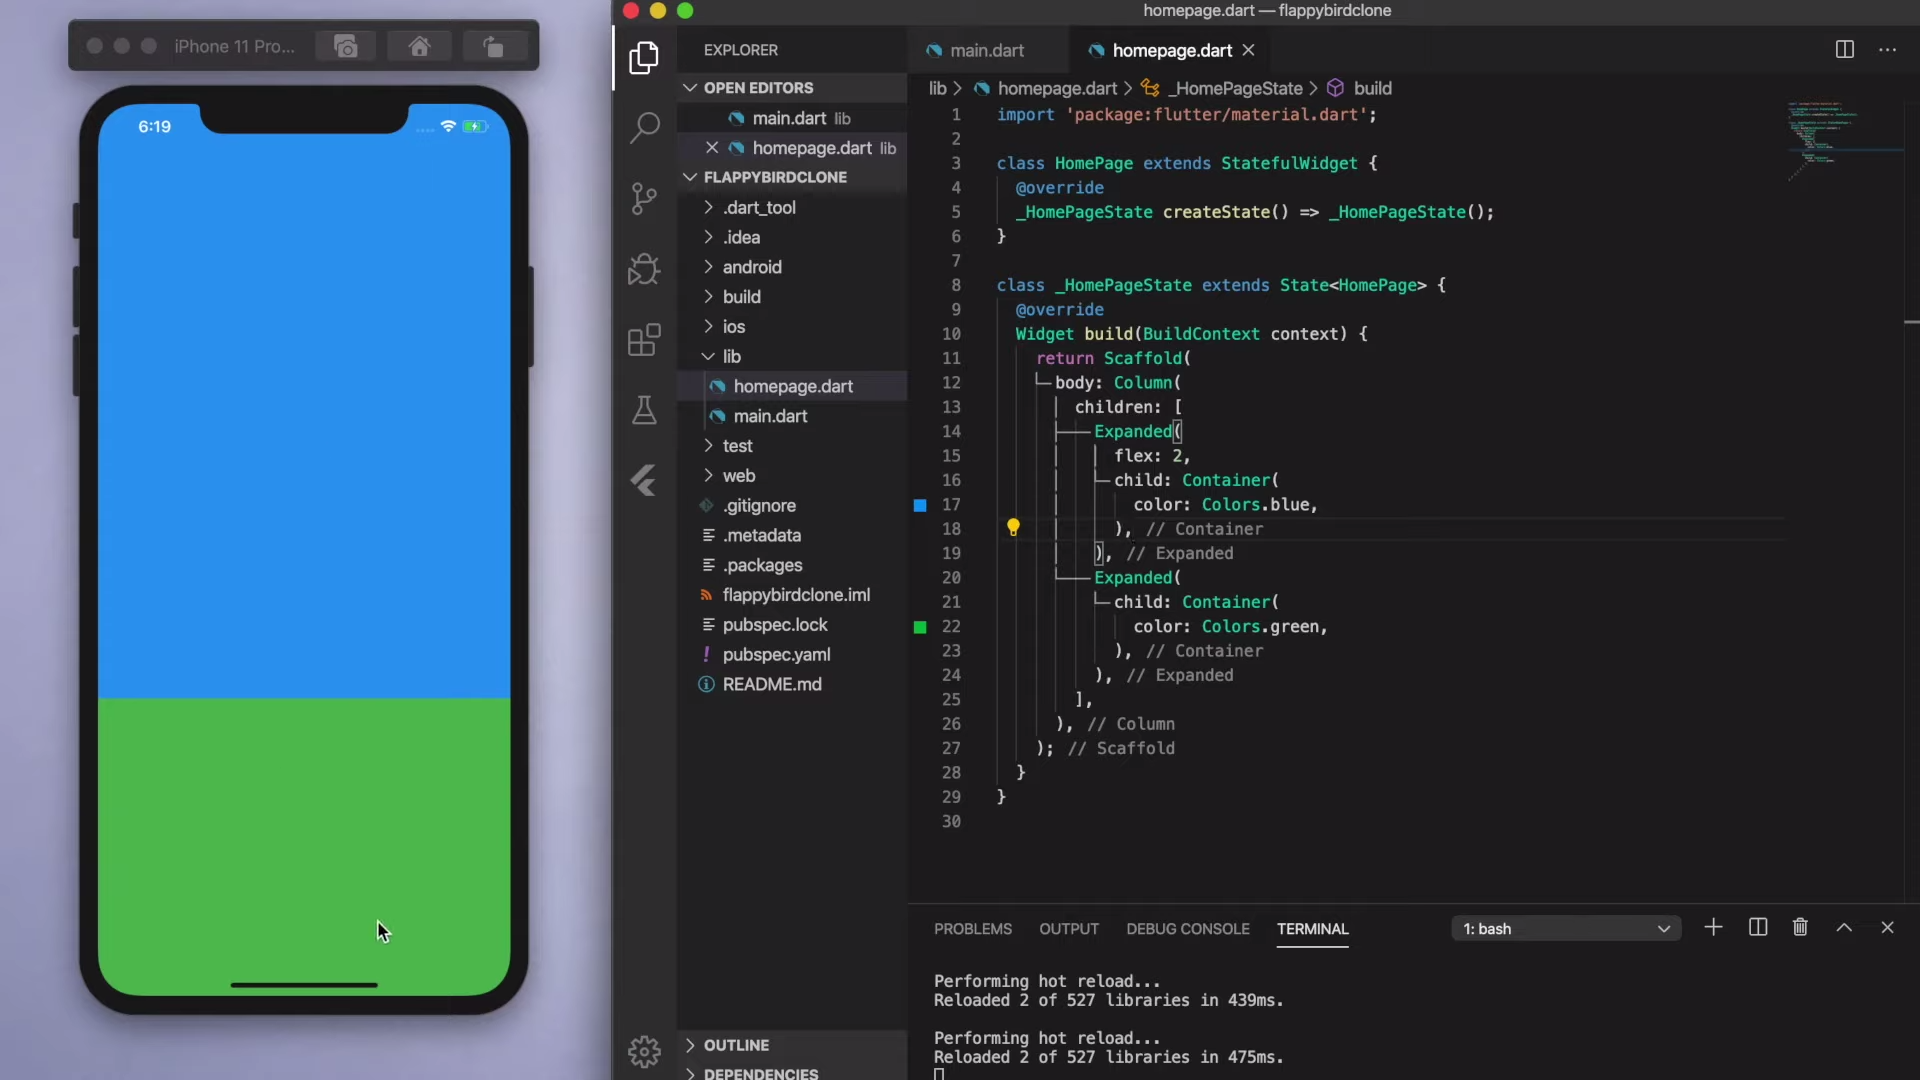 iPhone 11 Pro...
6:19
homepage.dart — flappybirdclone
EXPLORER
OPEN EDITORS
main.dart lib
homepage.dart lib
FLAPPYBIRDCLONE
.dart_tool
.idea
android
build
ios
lib
homepage.dart
main.dart
test
web
.gitignore
.metadata
.packages
flappybirdclone.iml
pubspec.lock
pubspec.yaml
README.md
OUTLINE
DEPENDENCIES
main.dart
homepage.dart
lib > homepage.dart > _HomePageState > build
1 import 'package:flutter/material.dart';
2
3 class HomePage extends StatefulWidget {
4 @override
5 _HomePageState createState() => _HomePageState();
6 }
7
8 class _HomePageState extends State<HomePage> {
9 @override
10 Widget build(BuildContext context) {
11 return Scaffold(
12 body: Column(
13 children: [
14 Expanded(
15 flex: 2,
16 child: Container(
17 color: Colors.blue,
18 ), // Container
19 ), // Expanded
20 Expanded(
21 child: Container(
22 color: Colors.green,
23 ), // Container
24 ), // Expanded
25 ],
26 ), // Column
27 ); // Scaffold
28 }
29 }
30
PROBLEMS OUTPUT DEBUG CONSOLE TERMINAL 1: bash
Performing hot reload...
Reloaded 2 of 527 libraries in 439ms.
Performing hot reload...
Reloaded 2 of 527 libraries in 475ms.